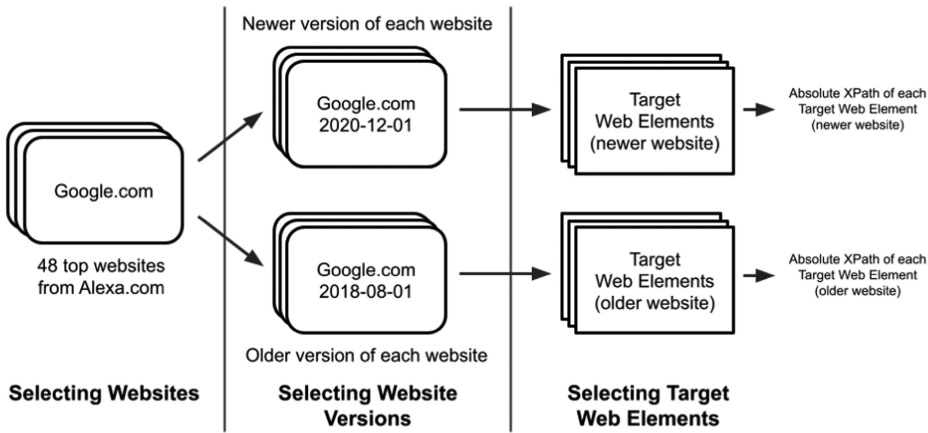 Newer version of each website
Google.com
48 top websites
from Alexa.com
Google.com
2020-12-01
Google.com
2018-08-01
Older version of each website
Target
Web Elements
(newer website)
Target
Web Elements
(older website)
Absolute XPath of each
Target Web Element
(newer website)
Absolute XPath of each
Target Web Element
(older website)
Selecting Websites
Selecting Website
Versions
Selecting Target
Web Elements